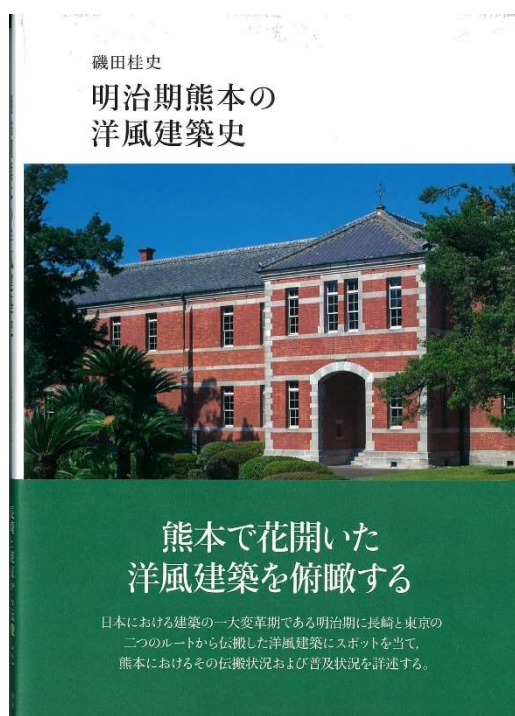 磯田桂史
明治期熊本の
洋風建築史
熊本で花開いた
洋風建築を俯瞰する
日本における建築の一大変革期である明治期に長崎と東京の
二つのルートから伝搬した洋風建築にスポットを当て,
熊本におけるその伝搬状況および普及状況を詳述する。